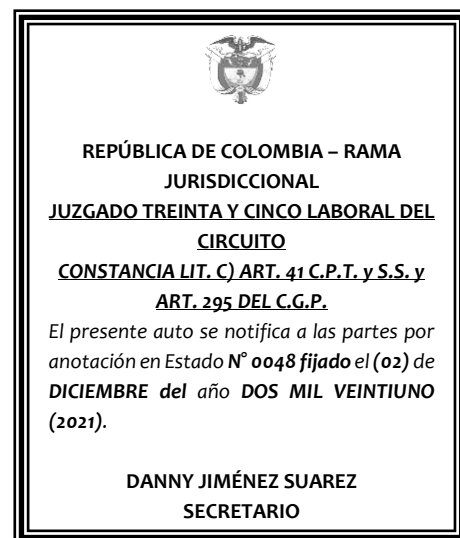 REPÚBLICA DE COLOMBIA – RAMA
JURISDICCIONAL
JUZGADO TREINTA Y CINCO LABORAL DEL
CIRCUITO
CONSTANCIA LIT. C) ART. 41 C.P.T. y S.S. y
ART. 295 DEL C.G.P.
El presente auto se notifica a las partes por
anotación en Estado N° 0048 fijado el (02) de
DICIEMBRE del año DOS MIL VEINTIUNO
(2021).
DANNY JIMÉNEZ SUAREZ
SECRETARIO